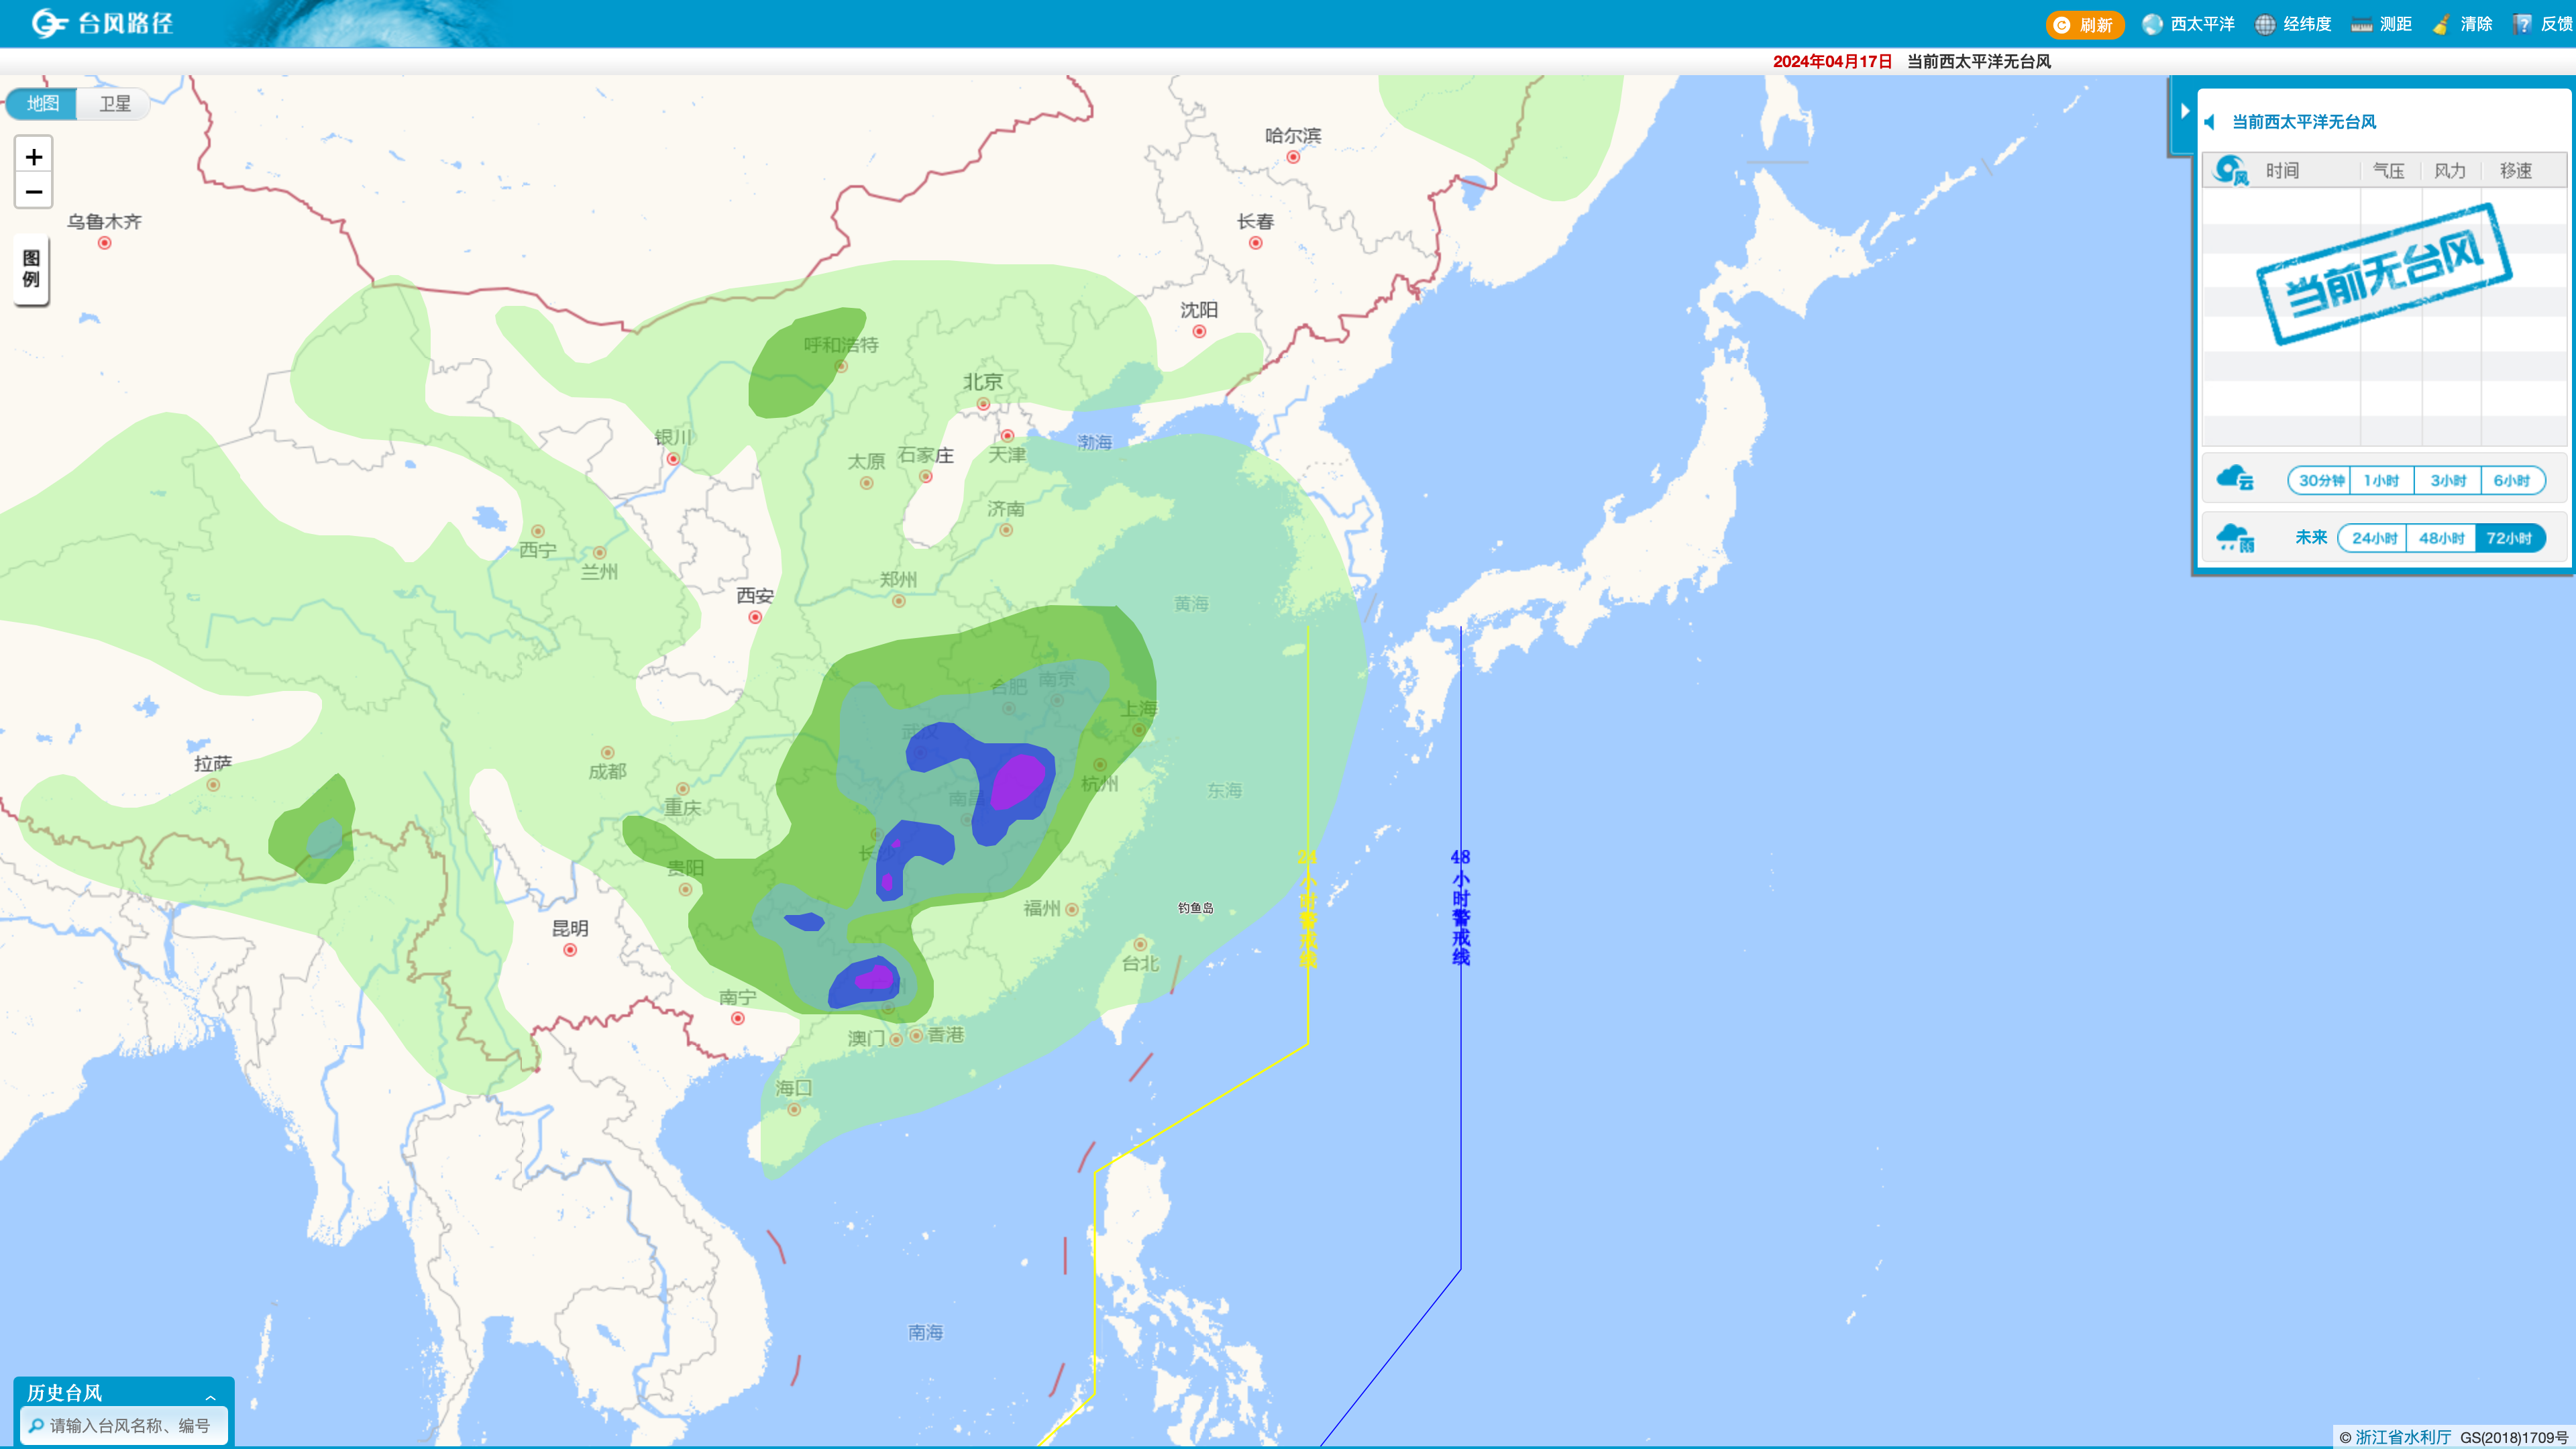 台风路径
刷新 西太平洋 经纬度 测距 清除 反馈
2024年04月17日 当前西太平洋无台风
地图 卫星
+
−
图例
当前西太平洋无台风
风 时间 气压 风力 移速
当前无台风
云 30分钟 1小时 3小时 6小时
雨 未来 24小时 48小时 72小时
哈尔滨
长春
乌鲁木齐
沈阳
呼和浩特
北京
银川
渤海
太原
石家庄
天津
济南
西宁
兰州
郑州
西安
黄海
合肥
南京
上海
武汉
拉萨
成都
杭州
东海
重庆
南昌
长沙
贵阳
24小时警戒线
48小时警戒线
福州
钓鱼岛
昆明
台北
南宁
州
澳门
香港
海口
南海
历史台风
请输入台风名称、编号
© 浙江省水利厅 GS(2018)1709号